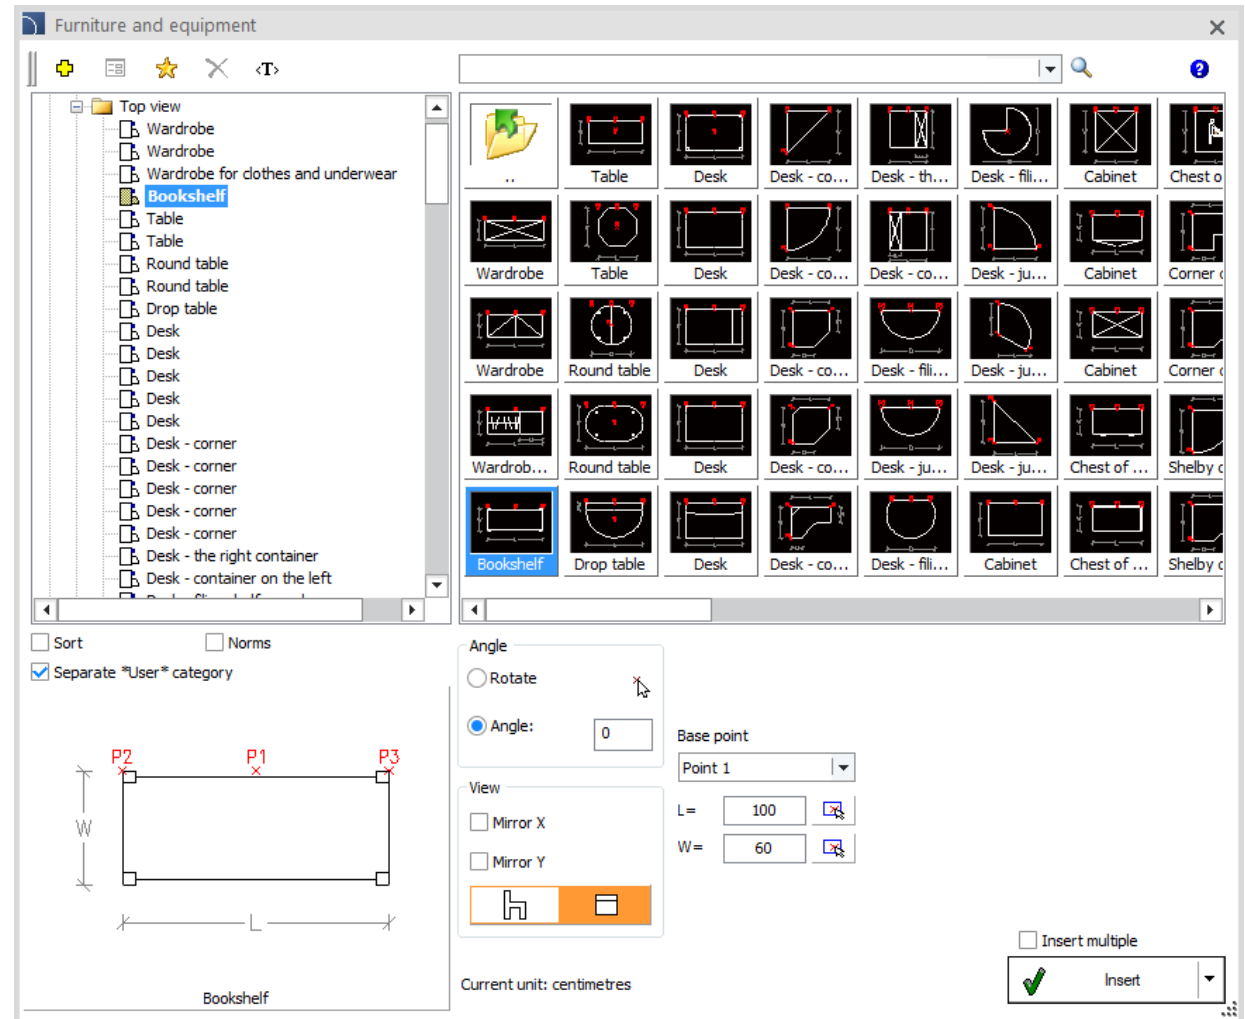 Furniture and equipment
<T>
Top view
Wardrobe
Wardrobe
Wardrobe for clothes and underwear
Bookshelf
Table
Table
Round table
Round table
Drop table
Desk
Desk
Desk
Desk
Desk
Desk - corner
Desk - corner
Desk - corner
Desk - corner
Desk - corner
Desk - the right container
Desk - container on the left
.. Table Desk Desk - co... Desk - th... Desk - fili... Cabinet Chest o
Wardrobe Table Desk Desk - co... Desk - co... Desk - ju... Cabinet Corner
Wardrobe Round table Desk Desk - co... Desk - fili... Desk - ju... Cabinet Corner
Wardrob... Round table Desk Desk - co... Desk - ju... Desk - ju... Chest of ... Shelby
Bookshelf Drop table Desk Desk - co... Desk - fili... Cabinet Chest of ... Shelby
Sort Norms
Separate *User* category
P2 P1 P3
W
L
Bookshelf
Angle
Rotate
Angle: 0
View
Mirror X
Mirror Y
Base point
Point 1
L= 100
W= 60
Current unit: centimetres
Insert multiple
Insert